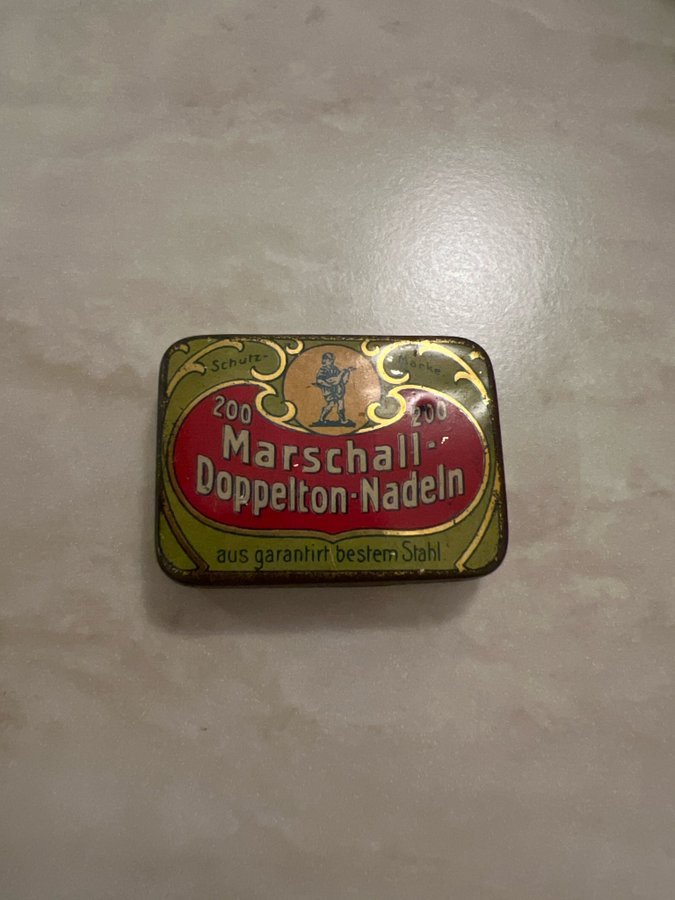 Schutz- Marke.
200 200
Marschall-
Doppelton-Nadeln
aus garantirt bestem Stahl.